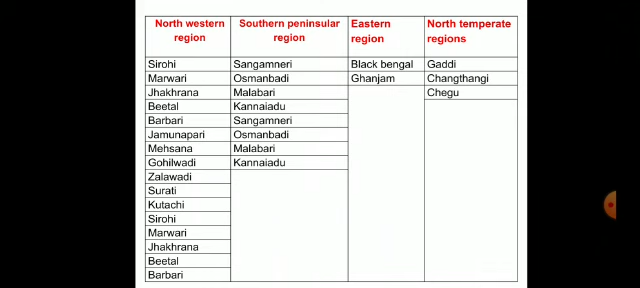 North western region | Southern peninsular region | Eastern region | North temperate regions
Sirohi | Sangamneri | Black bengal | Gaddi
Marwari | Osmanbadi | Ghanjam | Changthangi
Jhakhrana | Malabari | | Chegu
Beetal | Kannaiadu
Barbari | Sangamneri
Jamunapari | Osmanbadi
Mehsana | Malabari
Gohilwadi | Kannaiadu
Zalawadi
Surati
Kutachi
Sirohi
Marwari
Jhakhrana
Beetal
Barbari